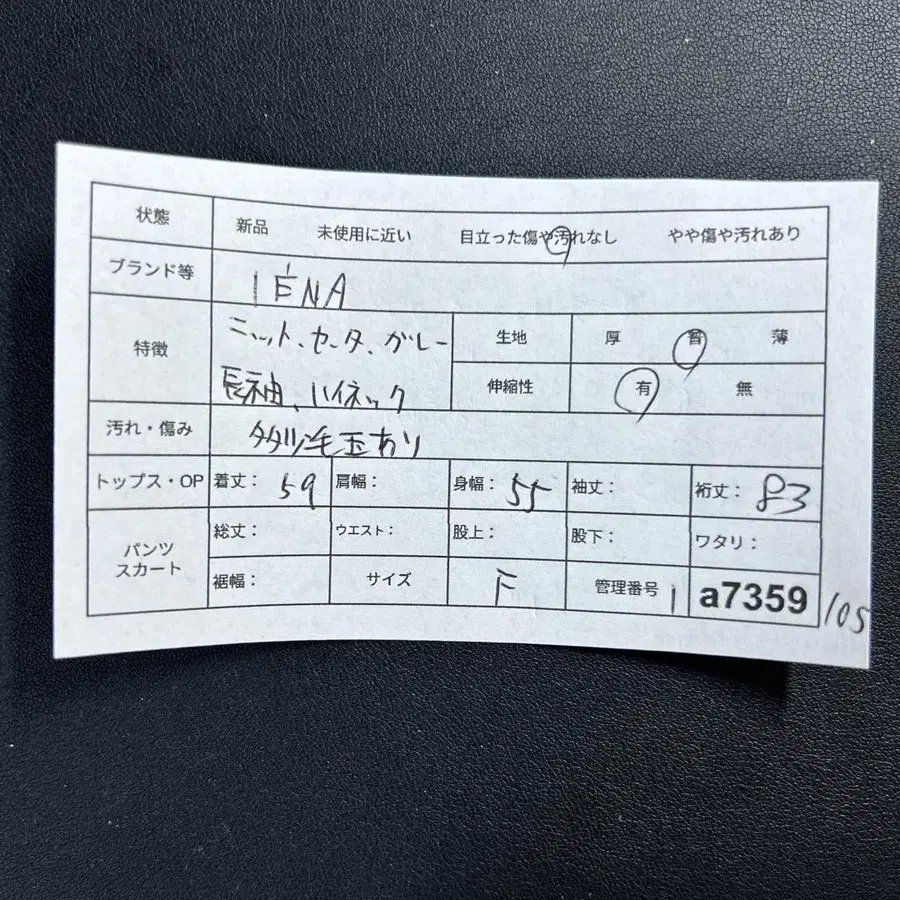 状態 新品 未使用に近い 目立った傷や汚れなし やや傷や汚れあり
ブランド等 IÉNA
特徴 ニット、セータ、ガレー 生地 厚 普 薄
長袖、ハイネック 伸縮性 有 無
汚れ・傷み 毛玉あり
トップス・OP 着丈: 59 肩幅: 身幅: 55 袖丈: 裄丈: 83
パンツ スカート 総丈: ウエスト: 股上: 股下: ワタリ:
裾幅: サイズ F 管理番号 1 a7359 105